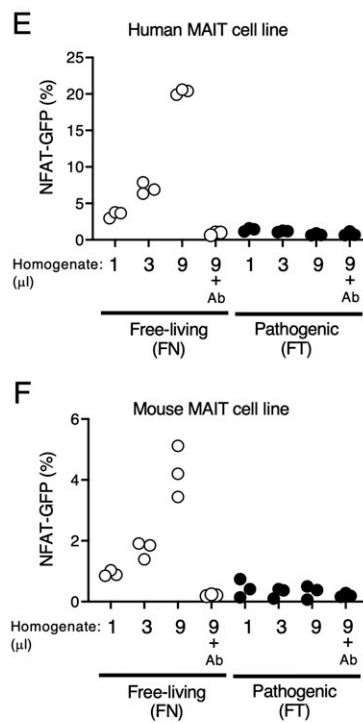 E
Human MAIT cell line
NFAT-GFP (%)
25
20
15
10
5
0
Homogenate: 1 3 9 9 1 3 9 9
(μl) + +
Ab Ab
Free-living Pathogenic
(FN) (FT)
F
Mouse MAIT cell line
NFAT-GFP (%)
6
4
2
0
Homogenate: 1 3 9 9 1 3 9 9
(μl) + +
Ab Ab
Free-living Pathogenic
(FN) (FT)